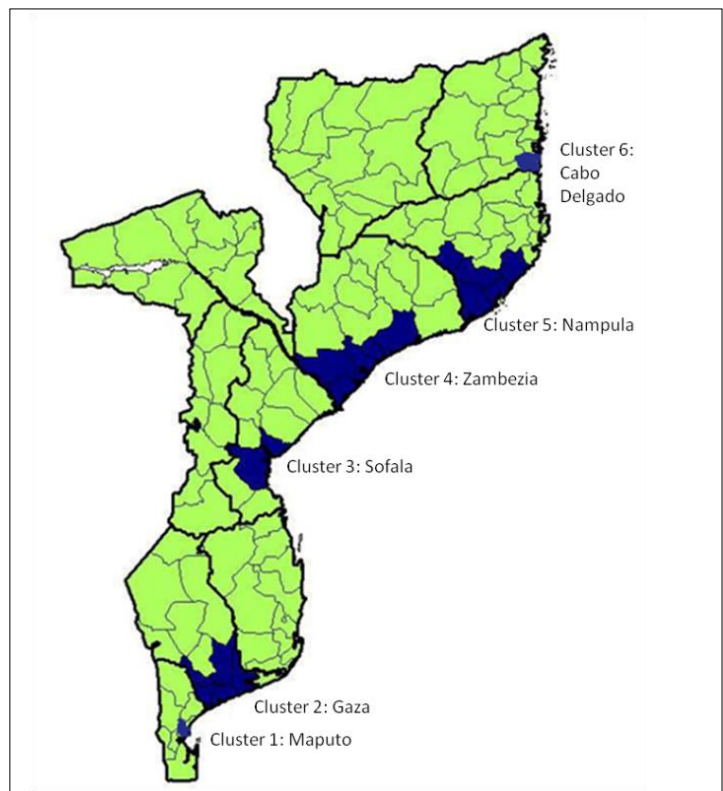 Cluster 6:
Cabo
Delgado
Cluster 5: Nampula
Cluster 4: Zambezia
Cluster 3: Sofala
Cluster 2: Gaza
Cluster 1: Maputo